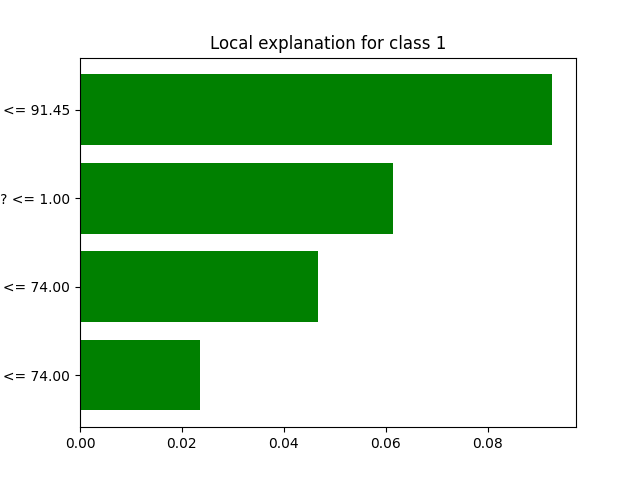 Local explanation for class 1
<= 91.45
? <= 1.00
<= 74.00
<= 74.00
0.00 0.02 0.04 0.06 0.08